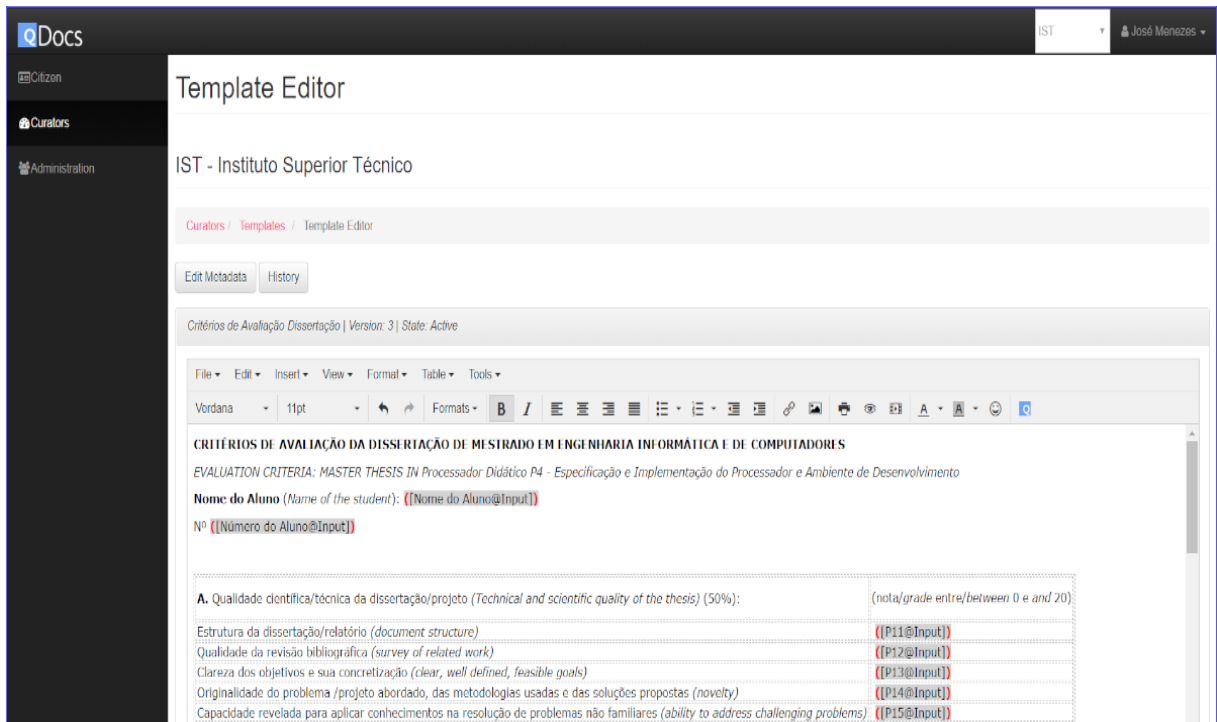 QDocs
IST
José Menezes
Citizen
Curators
Administration
Template Editor
IST - Instituto Superior Técnico
Curators / Templates / Template Editor
Edit Metadata History
Critérios de Avaliação Dissertação | Version: 3 | State: Active
File Edit Insert View Format Table Tools
Verdana 11pt Formats B I A A Q
CRITÉRIOS DE AVALIAÇÃO DA DISSERTAÇÃO DE MESTRADO EM ENGENHARIA INFORMÁTICA E DE COMPUTADORES
EVALUATION CRITERIA: MASTER THESIS IN Processador Didático P4 - Especificação e Implementação do Processador e Ambiente de Desenvolvimento
Nome do Aluno (Name of the student): ([Nome do Aluno@Input])
Nº ([Número do Aluno@Input])
A. Qualidade científica/técnica da dissertação/projeto (Technical and scientific quality of the thesis) (50%): (nota/grade entre/between 0 e and 20)
Estrutura da dissertação/relatório (document structure) ([P11@Input])
Qualidade da revisão bibliográfica (survey of related work) ([P12@Input])
Clareza dos objetivos e sua concretização (clear, well defined, feasible goals) ([P13@Input])
Originalidade do problema /projeto abordado, das metodologias usadas e das soluções propostas (novelty) ([P14@Input])
Capacidade revelada para aplicar conhecimentos na resolução de problemas não familiares (ability to address challenging problems) ([P15@Input])